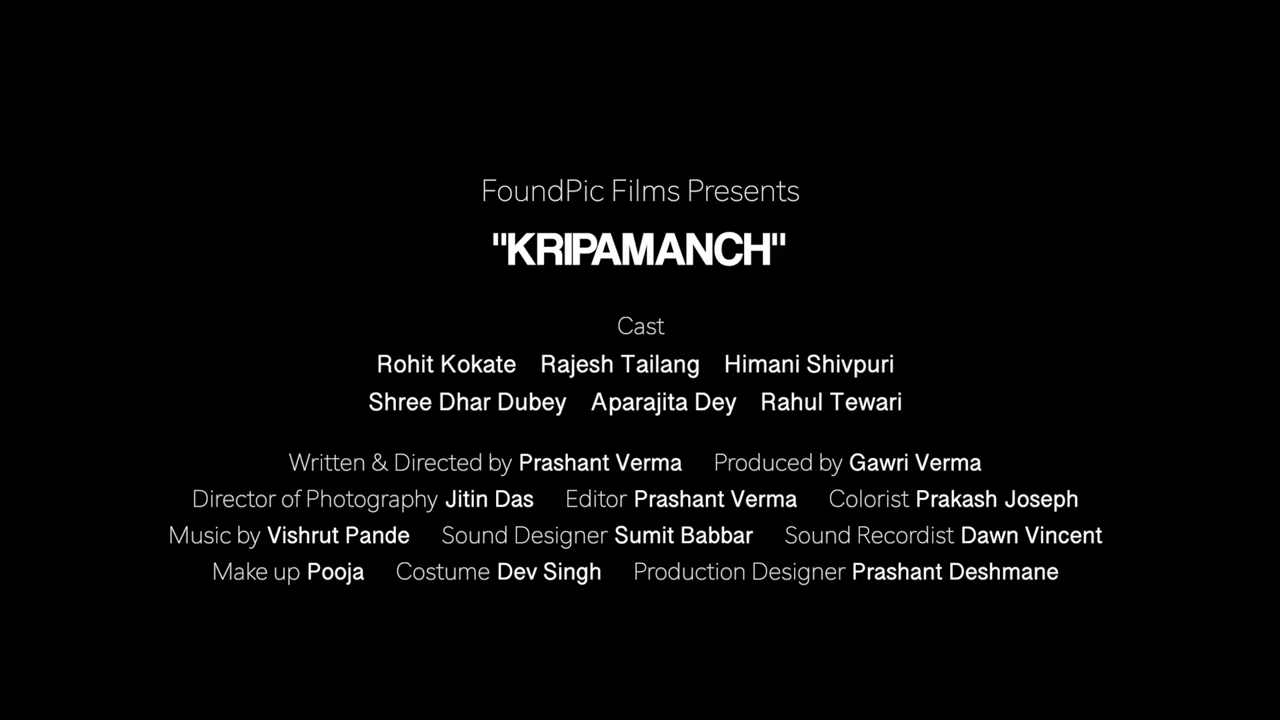 FoundPic Films Presents
"KRIPAMANCH"
Cast
Rohit Kokate Rajesh Tailang Himani Shivpuri
Shree Dhar Dubey Aparajita Dey Rahul Tewari
Written & Directed by Prashant Verma Produced by Gawri Verma
Director of Photography Jitin Das Editor Prashant Verma Colorist Prakash Joseph
Music by Vishrut Pande Sound Designer Sumit Babbar Sound Recordist Dawn Vincent
Make up Pooja Costume Dev Singh Production Designer Prashant Deshmane